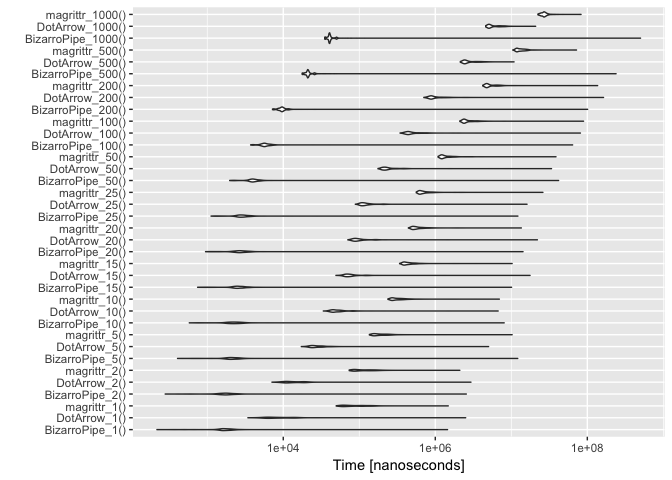 magrittr_1000()
DotArrow_1000()
BizarroPipe_1000()
magrittr_500()
DotArrow_500()
BizarroPipe_500()
magrittr_200()
DotArrow_200()
BizarroPipe_200()
magrittr_100()
DotArrow_100()
BizarroPipe_100()
magrittr_50()
DotArrow_50()
BizarroPipe_50()
magrittr_25()
DotArrow_25()
BizarroPipe_25()
magrittr_20()
DotArrow_20()
BizarroPipe_20()
magrittr_15()
DotArrow_15()
BizarroPipe_15()
magrittr_10()
DotArrow_10()
BizarroPipe_10()
magrittr_5()
DotArrow_5()
BizarroPipe_5()
magrittr_2()
DotArrow_2()
BizarroPipe_2()
magrittr_1()
DotArrow_1()
BizarroPipe_1()
1e+04 1e+06 1e+08
Time [nanoseconds]